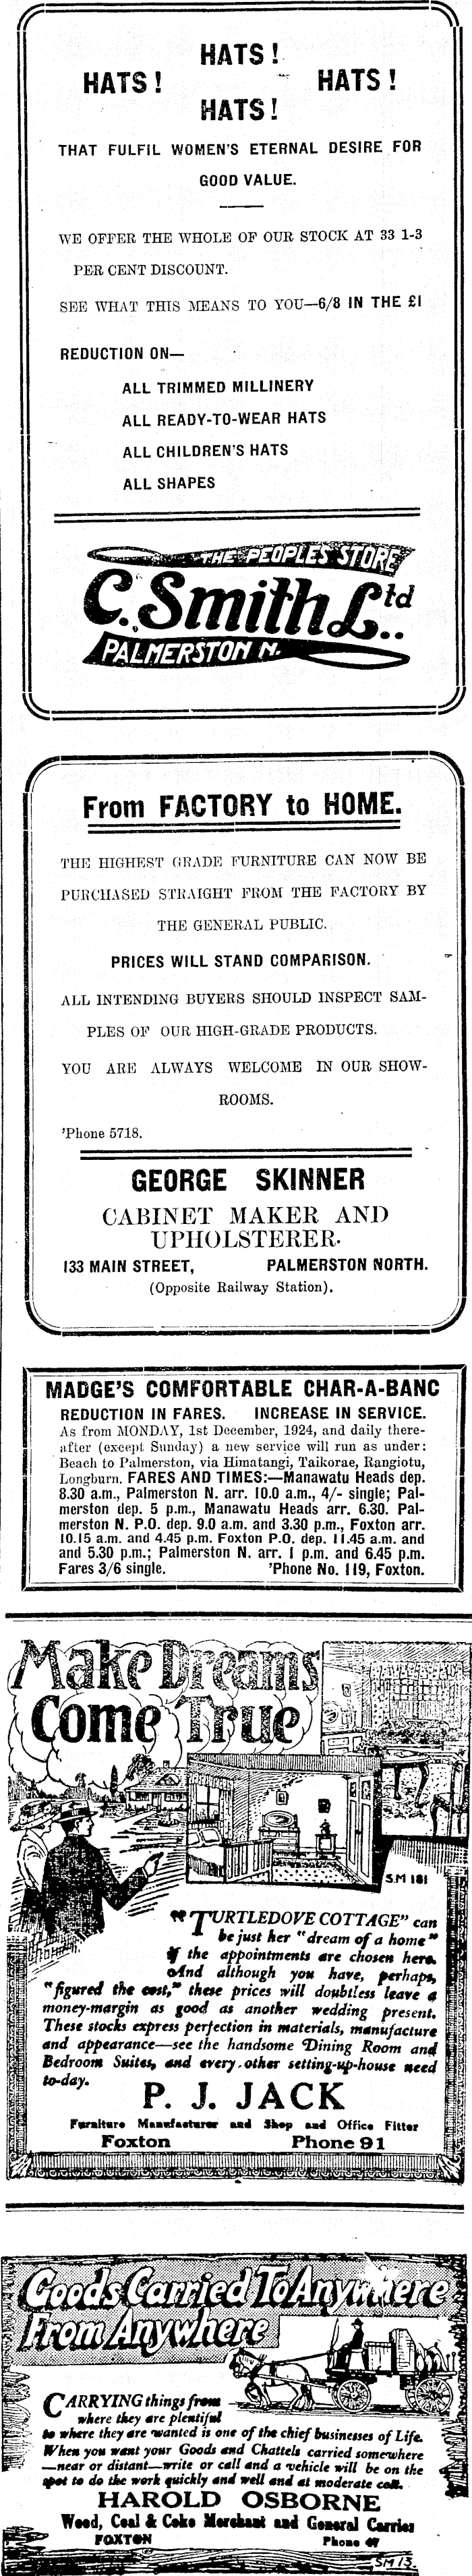 HATS!
HATS! HATS!
HATS!
THAT FULFIL WOMEN'S ETERNAL DESIRE FOR
GOOD VALUE.
WE OFFER THE WHOLE OF OUR STOCK AT 33 1-3
PER CENT DISCOUNT.
SEE WHAT THIS MEANS TO YOU—6/8 IN THE £1
REDUCTION ON—
ALL TRIMMED MILLINERY
ALL READY-TO-WEAR HATS
ALL CHILDREN'S HATS
ALL SHAPES
THE PEOPLES STORE
C. Smith Ltd
PALMERSTON N.
From FACTORY to HOME.
THE HIGHEST GRADE FURNITURE CAN NOW BE
PURCHASED STRAIGHT FROM THE FACTORY BY
THE GENERAL PUBLIC.
PRICES WILL STAND COMPARISON.
ALL INTENDING BUYERS SHOULD INSPECT SAM-
PLES OF OUR HIGH-GRADE PRODUCTS.
YOU ARE ALWAYS WELCOME IN OUR SHOW-
ROOMS.
'Phone 5718.
GEORGE SKINNER
CABINET MAKER AND
UPHOLSTERER.
133 MAIN STREET, PALMERSTON NORTH.
(Opposite Railway Station).
MADGE'S COMFORTABLE CHAR-A-BANC
REDUCTION IN FARES. INCREASE IN SERVICE.
As from MONDAY, 1st December, 1924, and daily there-
after (except Sunday) a new service will run as under:
Beach to Palmerston, via Himatangi, Taikorae, Rangiotu,
Longburn. FARES AND TIMES:—Manawatu Heads dep.
8.30 a.m., Palmerston N. arr. 10.0 a.m., 4/- single; Pal-
merston dep. 5 p.m., Manawatu Heads arr. 6.30. Pal-
merston N. P.O. dep. 9.0 a.m. and 3.30 p.m., Foxton arr.
10.15 a.m. and 4.45 p.m. Foxton P.O. dep. 11.45 a.m. and
and 5.30 p.m.; Palmerston N. arr. 1 p.m. and 6.45 p.m.
Fares 3/6 single. 'Phone No. 119, Foxton.
Make Dreams
Come True
S.M 181
"TURTLEDOVE COTTAGE" can
be just her "dream of a home"
if the appointments are chosen here.
And although you have, perhaps,
"figured the cost," these prices will doubtless leave a
money-margin as good as another wedding present.
These stocks express perfection in materials, manufacture
and appearance—see the handsome Dining Room and
Bedroom Suites, and every other setting-up-house need
to-day.
P. J. JACK
Furniture Manufacturer and Shop and Office Fitter
Foxton Phone 91
Goods Carried To Anywhere
From Anywhere
CARRYING things from
where they are plentiful
to where they are wanted is one of the chief businesses of Life.
When you want your Goods and Chattels carried somewhere
—near or distant—write or call and a vehicle will be on the
spot to do the work quickly and well and at moderate cost.
HAROLD OSBORNE
Wood, Coal & Coke Merchant and General Carrier
FOXTON Phone 47
SM 13.